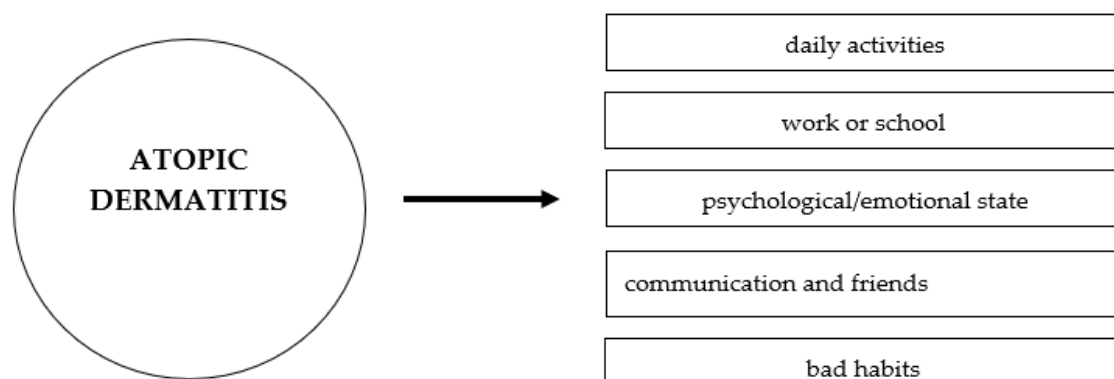 ATOPIC
DERMATITIS
daily activities
work or school
psychological/emotional state
communication and friends
bad habits